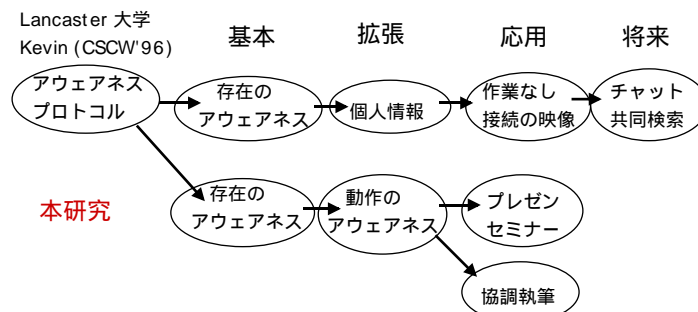 Lancaster 大学
Kevin (CSCW'96)
基本
拡張
応用
将来
アウェアネス
プロトコル
存在の
アウェアネス
個人情報
作業なし
接続の映像
チャット
共同検索
本研究
存在の
アウェアネス
動作の
アウェアネス
プレゼン
セミナー
協調執筆